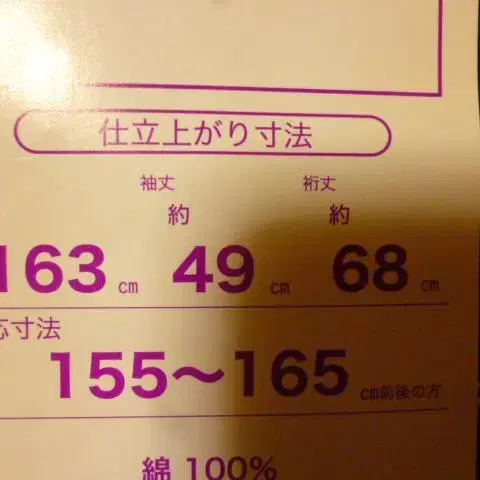 仕立上がり寸法
袖丈 裄丈
約 約
163 cm 49 cm 68 cm
応寸法
155～165 cm前後の方
綿 100%